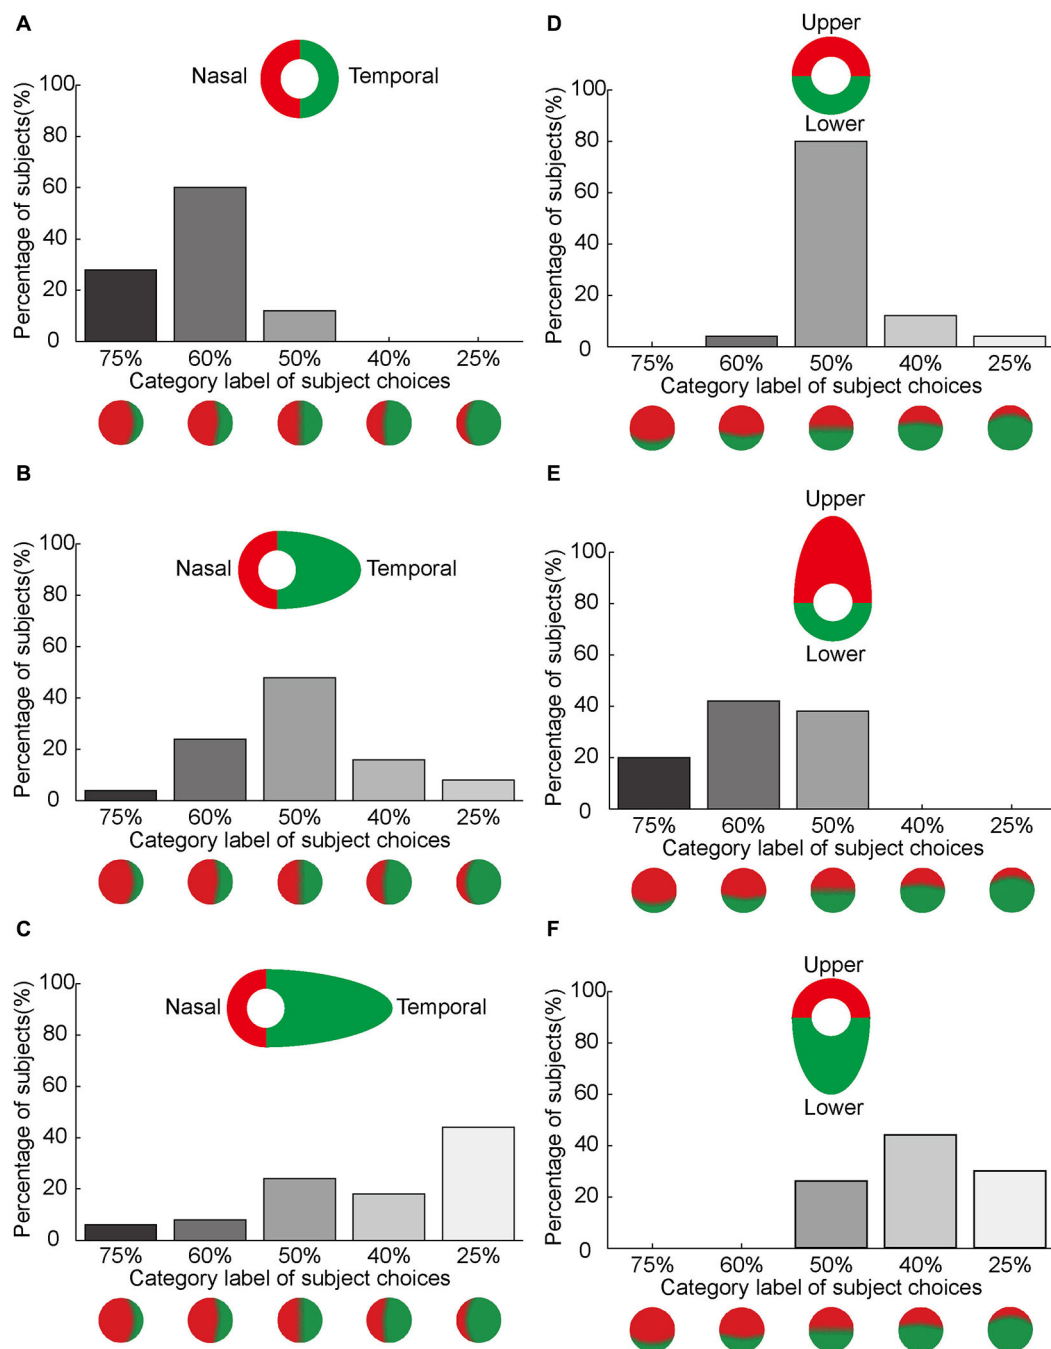 A
Nasal
Temporal
Percentage of subjects(%)
100
80
60
40
20
0
75% 60% 50% 40% 25%
Category label of subject choices
B
Nasal
Temporal
Percentage of subjects(%)
100
80
60
40
20
0
75% 60% 50% 40% 25%
Category label of subject choices
C
Nasal
Temporal
Percentage of subjects(%)
100
80
60
40
20
0
75% 60% 50% 40% 25%
Category label of subject choices
D
Upper
Lower
Percentage of subjects(%)
100
80
60
40
20
0
75% 60% 50% 40% 25%
Category label of subject choices
E
Upper
Lower
Percentage of subjects(%)
100
80
60
40
20
0
75% 60% 50% 40% 25%
Category label of subject choices
F
Upper
Lower
Percentage of subjects(%)
100
80
60
40
20
0
75% 60% 50% 40% 25%
Category label of subject choices